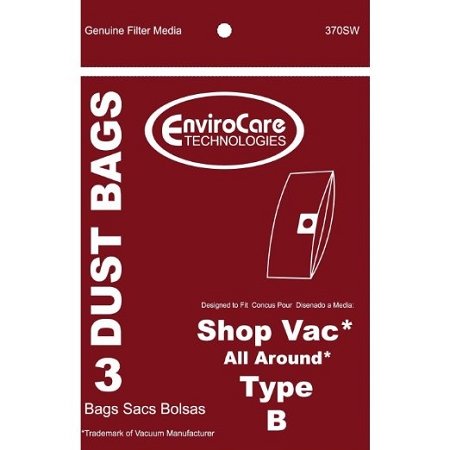 Genuine Filter Media
370SW
EnviroCare
TECHNOLOGIES
3 DUST BAGS
Designed to Fit Concus Pour Disenado a Media:
Shop Vac*
All Around*
Type
B
Bags Sacs Bolsas
*Trademark of Vacuum Manufacturer